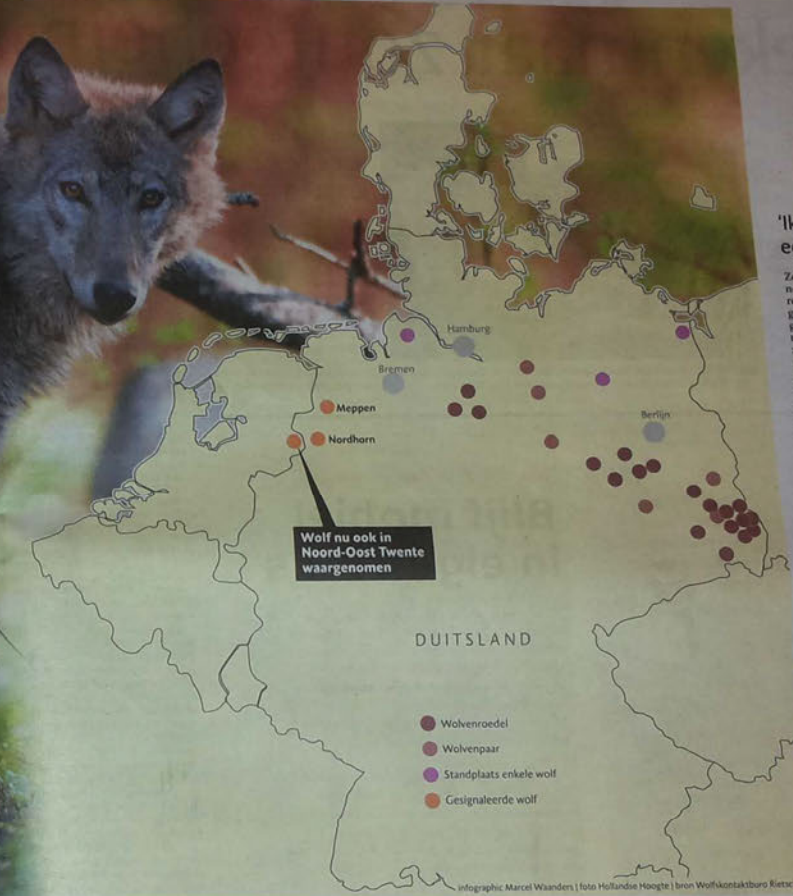 'Ik
Hamburg
Bremen
Meppen
Berlijn
Nordhorn
Wolf nu ook in
Noord-Oost Twente
waargenomen
DUITSLAND
Wolvenroedel
Wolvenpaar
Standplaats enkele wolf
Gesignaleerde wolf
infographic Marcel Waanders | foto Hollandse Hoogte | bron Wolfskontaktburo